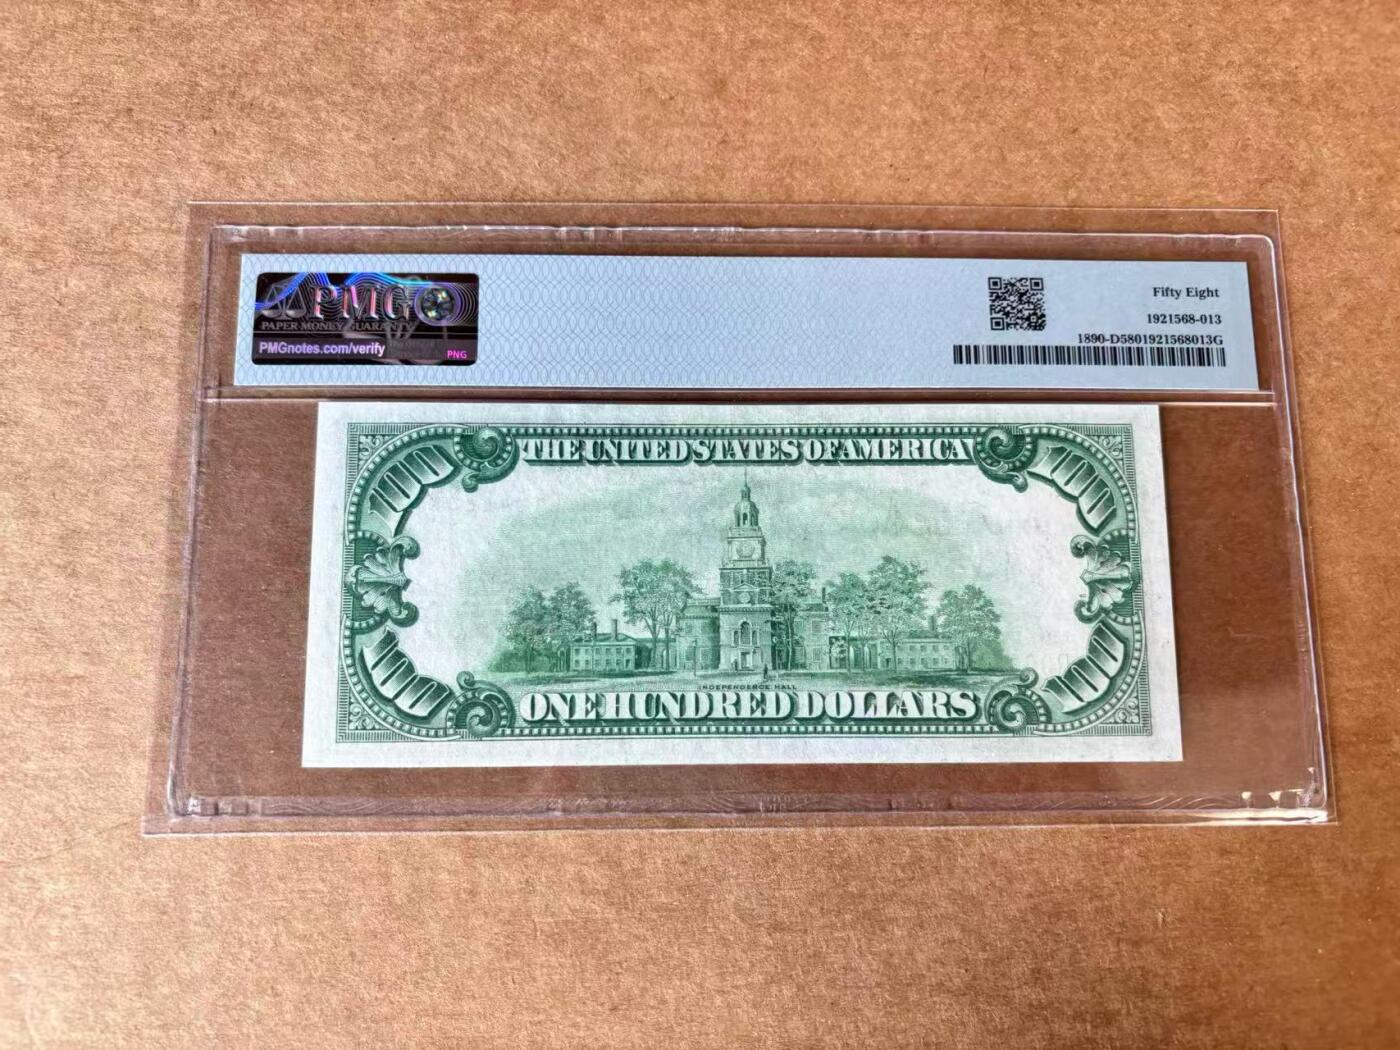 PMG
PAPER MONEY GUARANTY
PMGnotes.com/verify
PNG
Fifty Eight
1921568-013
1890-D5801921568013G
THE UNITED STATES OF AMERICA
100
100
100
100
INDEPENDENCE HALL
ONE HUNDRED DOLLARS